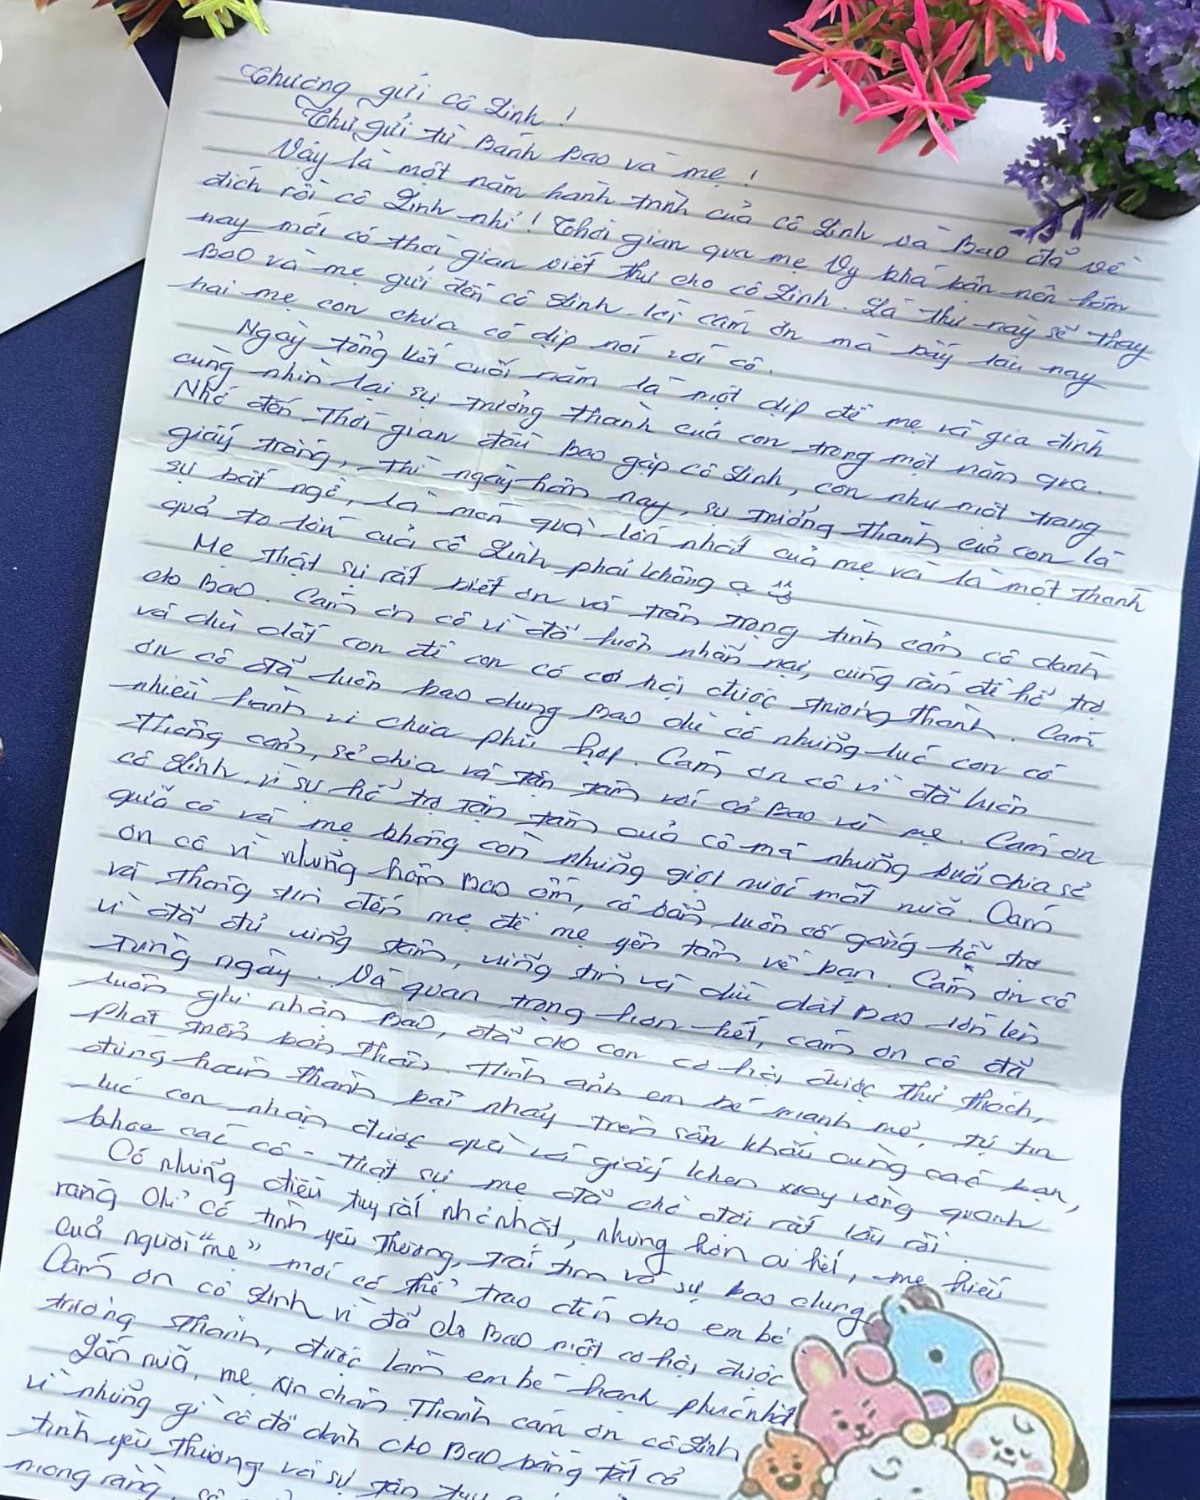 Thương gửi cô Linh !
Thư gửi từ Bánh Bao và mẹ !
Vậy là một năm hành trình của cô Linh và Bao đã về
đích rồi cô Linh nhỉ ! Thời gian qua mẹ Vy khá bận nên hôm
nay mới có thời gian viết thư cho cô Linh. Lá thư này sẽ thay
Bao và mẹ gửi đến cô Linh lời cám ơn mà bấy lâu nay
hai mẹ con chưa có dịp nói với cô.
Ngày tổng kết cuối năm là một dịp để mẹ và gia đình
cùng nhìn lại sự trưởng thành của con trong một năm qua.
Nhớ đến thời gian đầu Bao gặp cô Linh, con như một trang
giấy trắng, thì ngày hôm nay, sự trưởng thành của con là
sự bất ngờ, là món quà lớn nhất của mẹ và là một thành
quả to lớn của cô Linh phải không ạ
Mẹ thật sự rất biết ơn và trân trọng tình cảm cô dành
cho Bao. Cám ơn cô vì đã luôn nhẫn nại, cứng rắn để hỗ trợ
và dìu dắt con để con có cơ hội được trưởng thành. Cám
ơn cô đã luôn bao dung Bao dù có những lúc con có
nhiều hành vi chưa phù hợp. Cám ơn cô vì đã luôn
thông cảm, sẻ chia và tận tâm với cả Bao và mẹ. Cám ơn
cô Linh vì sự hỗ trợ tận tâm của cô mà những buổi chia sẻ
giữa cô và mẹ không còn những giọt nước mắt nữa. Cám
ơn cô vì những hôm Bao ốm, cô bận, luôn cố gắng hỗ trợ
và thông tin đến mẹ để mẹ yên tâm về bạn. Cám ơn cô
vì đã đủ vững tâm, vững tin và dìu dắt Bao lớn lên
từng ngày. Và quan trọng hơn hết, cám ơn cô đã
luôn ghi nhận Bao, đã cho con cơ hội được thử thách,
phát triển bản thân. Hình ảnh em bé mạnh mẽ, tự tin
đứng hoàn thành bài nhảy trên sân khấu cùng các bạn,
lúc con nhận được quà và giấy khen xoay vòng quanh
khoe các cô - thật sự mẹ đã chờ đợi rất lâu rồi
Có những điều tuy rất nhỏ nhặt, nhưng hơn ai hết, mẹ hiểu
rằng chỉ có tình yêu thương, trái tim và sự bao dung
của người "mẹ" mới có thể trao đến cho em bé
Cám ơn cô Linh vì đã cho Bao một cơ hội được
trưởng thành, được làm em bé hạnh phúc nhất
Lần nữa, mẹ xin chân thành cám ơn cô Linh
vì những gì cô đã dành cho Bao bằng tất cả
tình yêu thương và sự tận tụy
mong rằng,